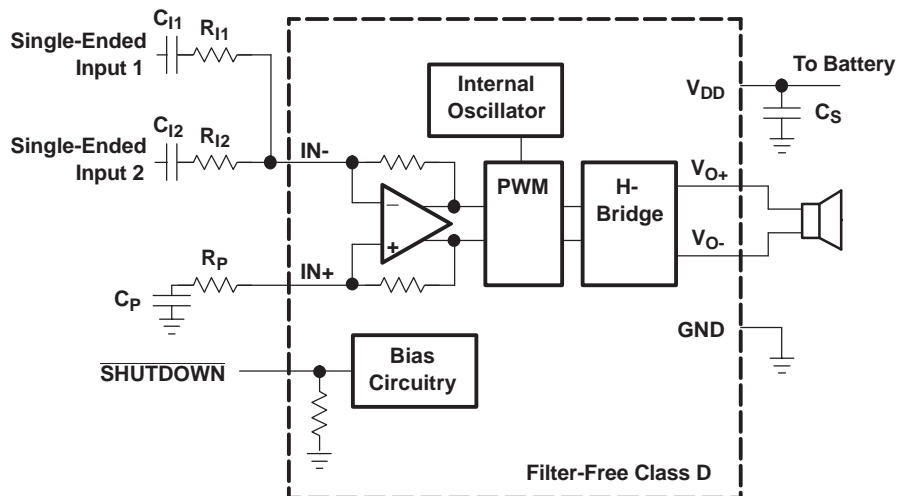 Single-Ended
Input 1
C_I1
R_I1
Single-Ended
Input 2
C_I2
R_I2
IN-
C_P
R_P
IN+
SHUTDOWN
Internal
Oscillator
−
+
PWM
H-
Bridge
Bias
Circuitry
V_DD
To Battery
C_S
V_O+
V_O-
GND
Filter-Free Class D